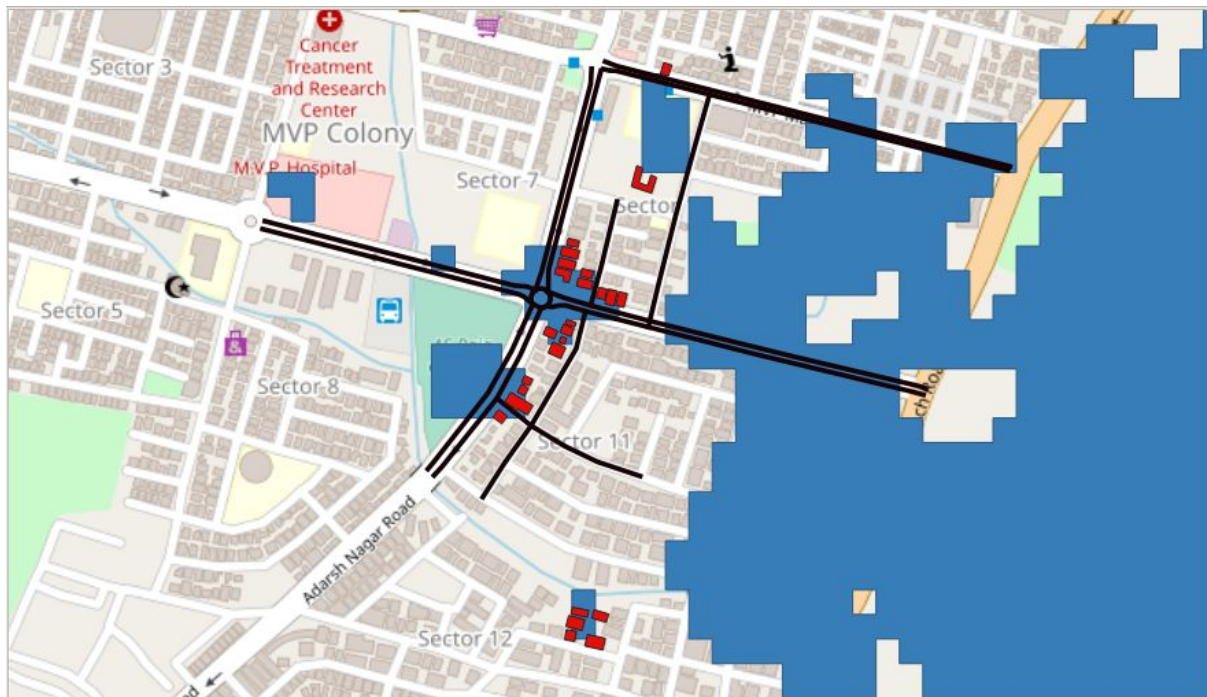 Sector 3
Cancer
Treatment
and Research
Center
MVP Colony
M.V.P. Hospital
Sector 7
Sector
Sector 5
Sector 8
Sector 11
Adarsh Nagar Road
Sector 12